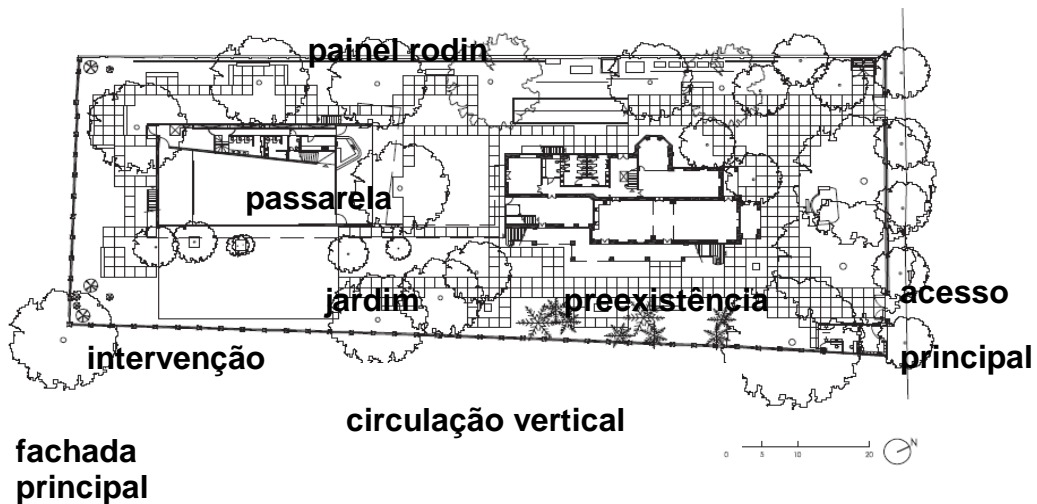 painel rodin
passarela
jardim
preexistência
acesso
principal
intervenção
circulação vertical
fachada
principal
0 5 10 20
N